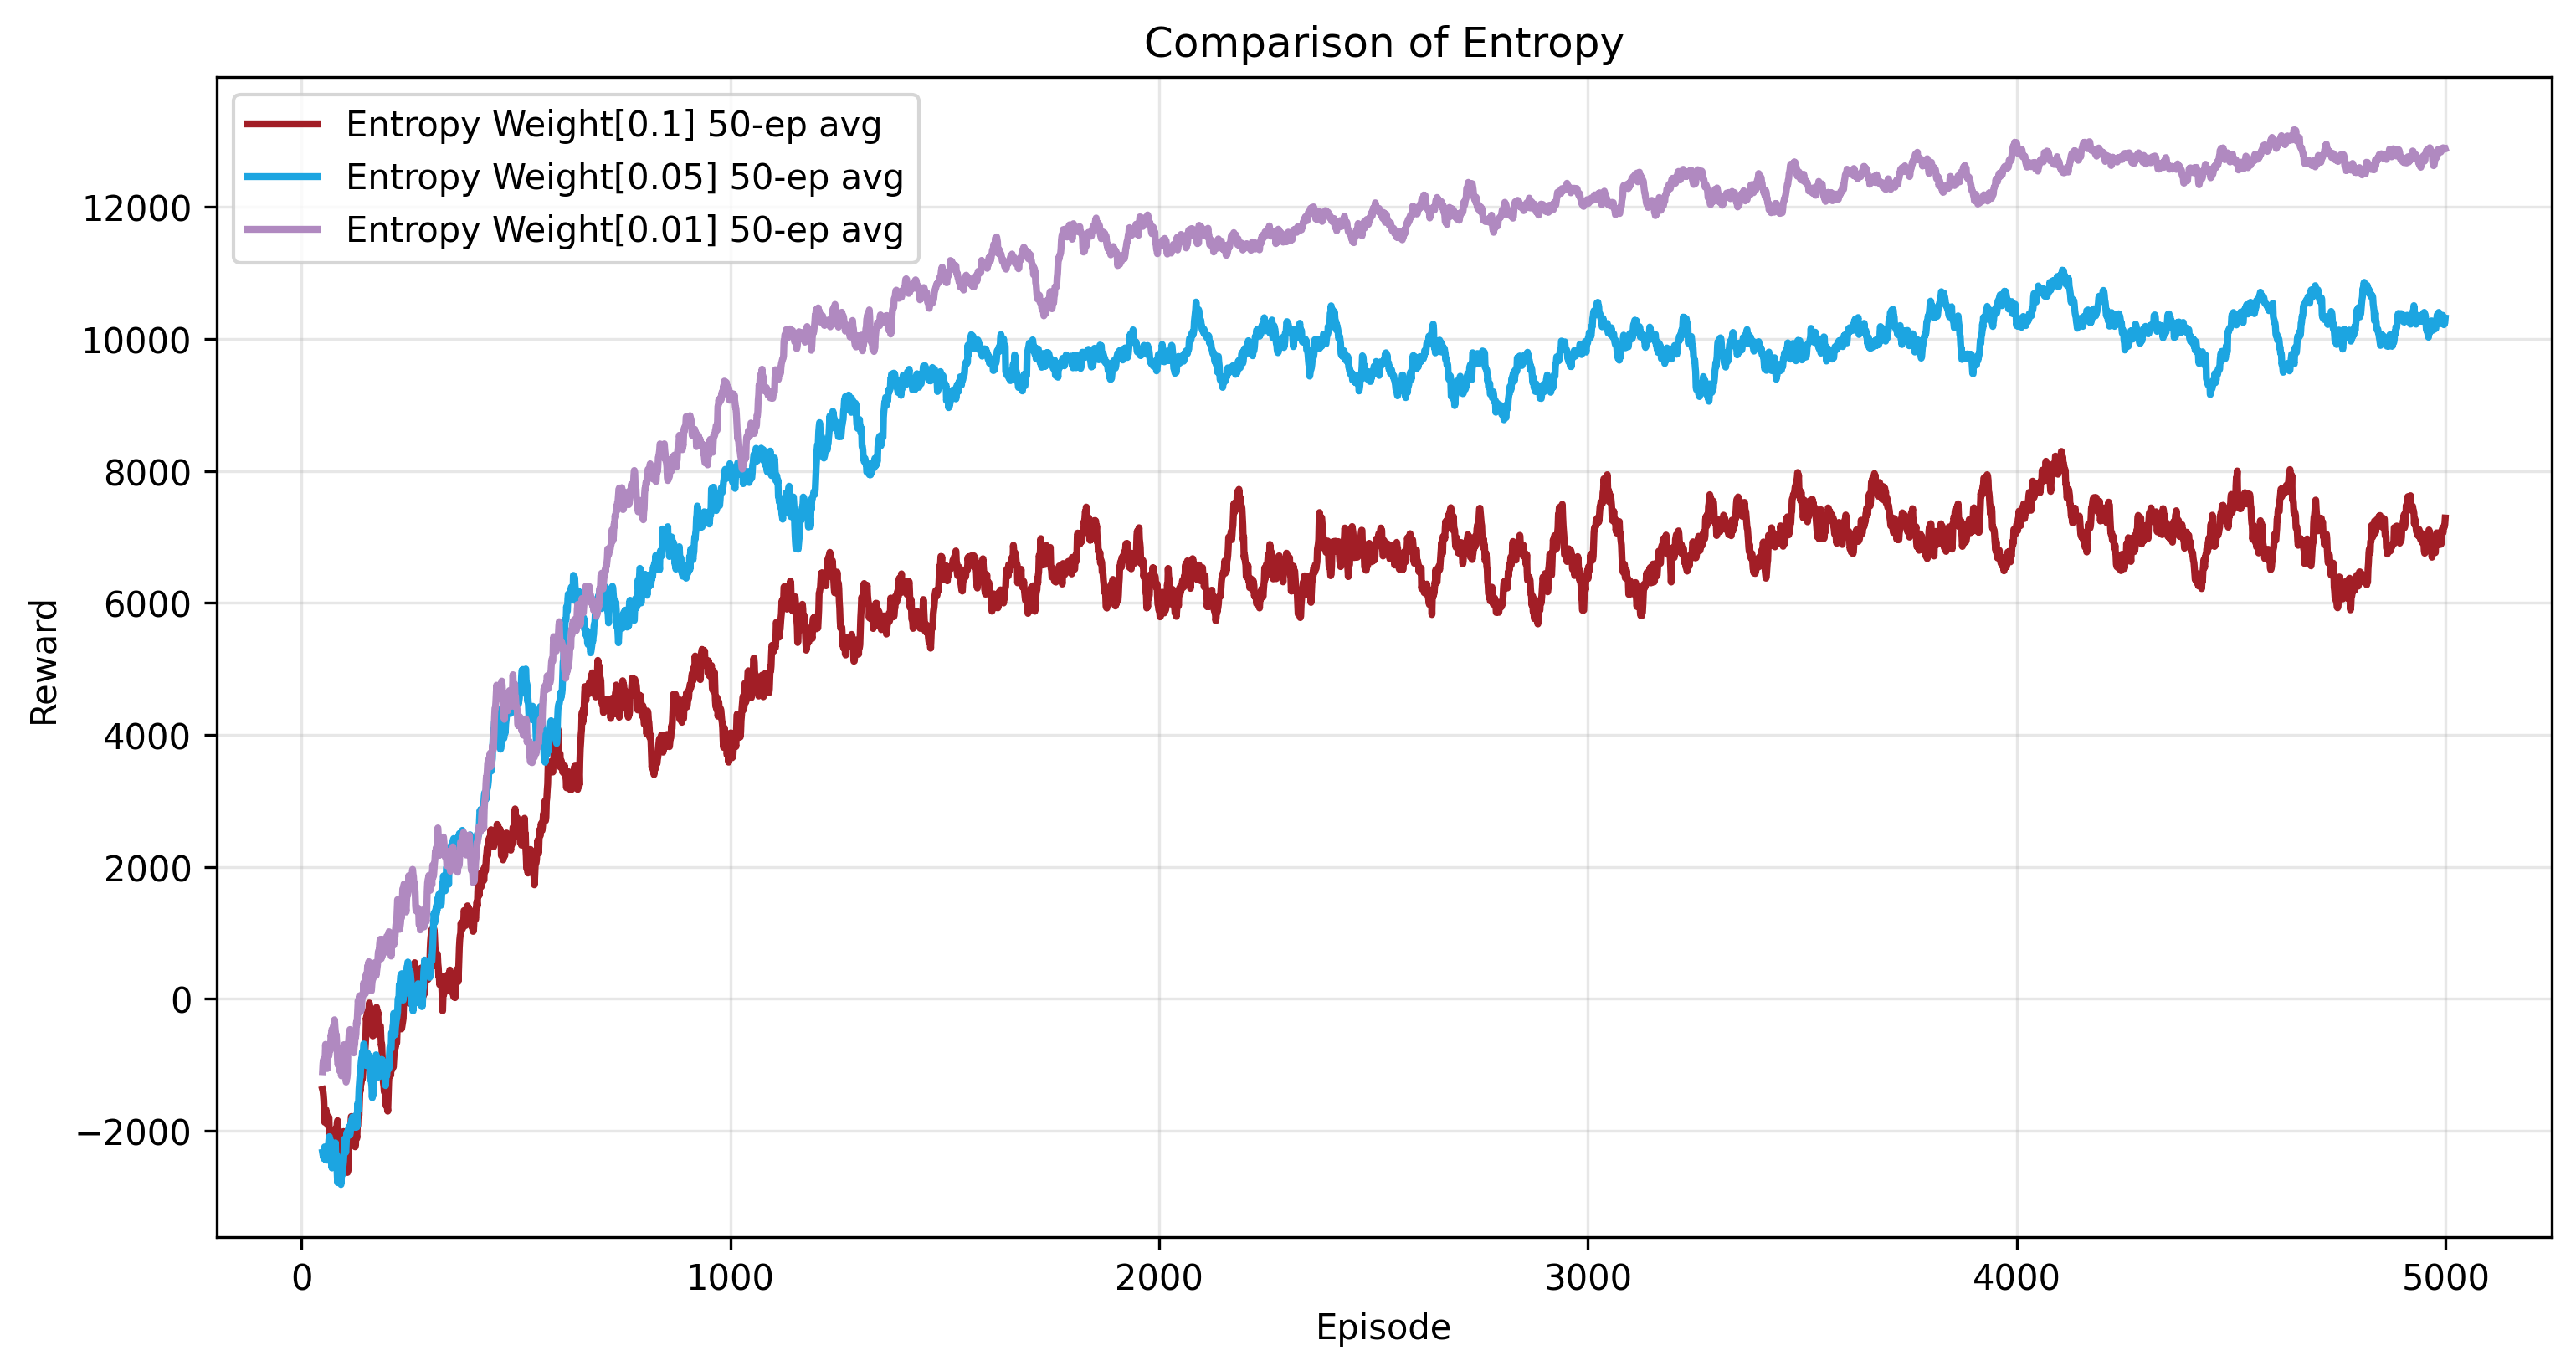 Comparison of Entropy
Entropy Weight[0.1] 50-ep avg
Entropy Weight[0.05] 50-ep avg
Entropy Weight[0.01] 50-ep avg
12000
10000
8000
6000
4000
2000
0
−2000
Reward
0 1000 2000 3000 4000 5000
Episode